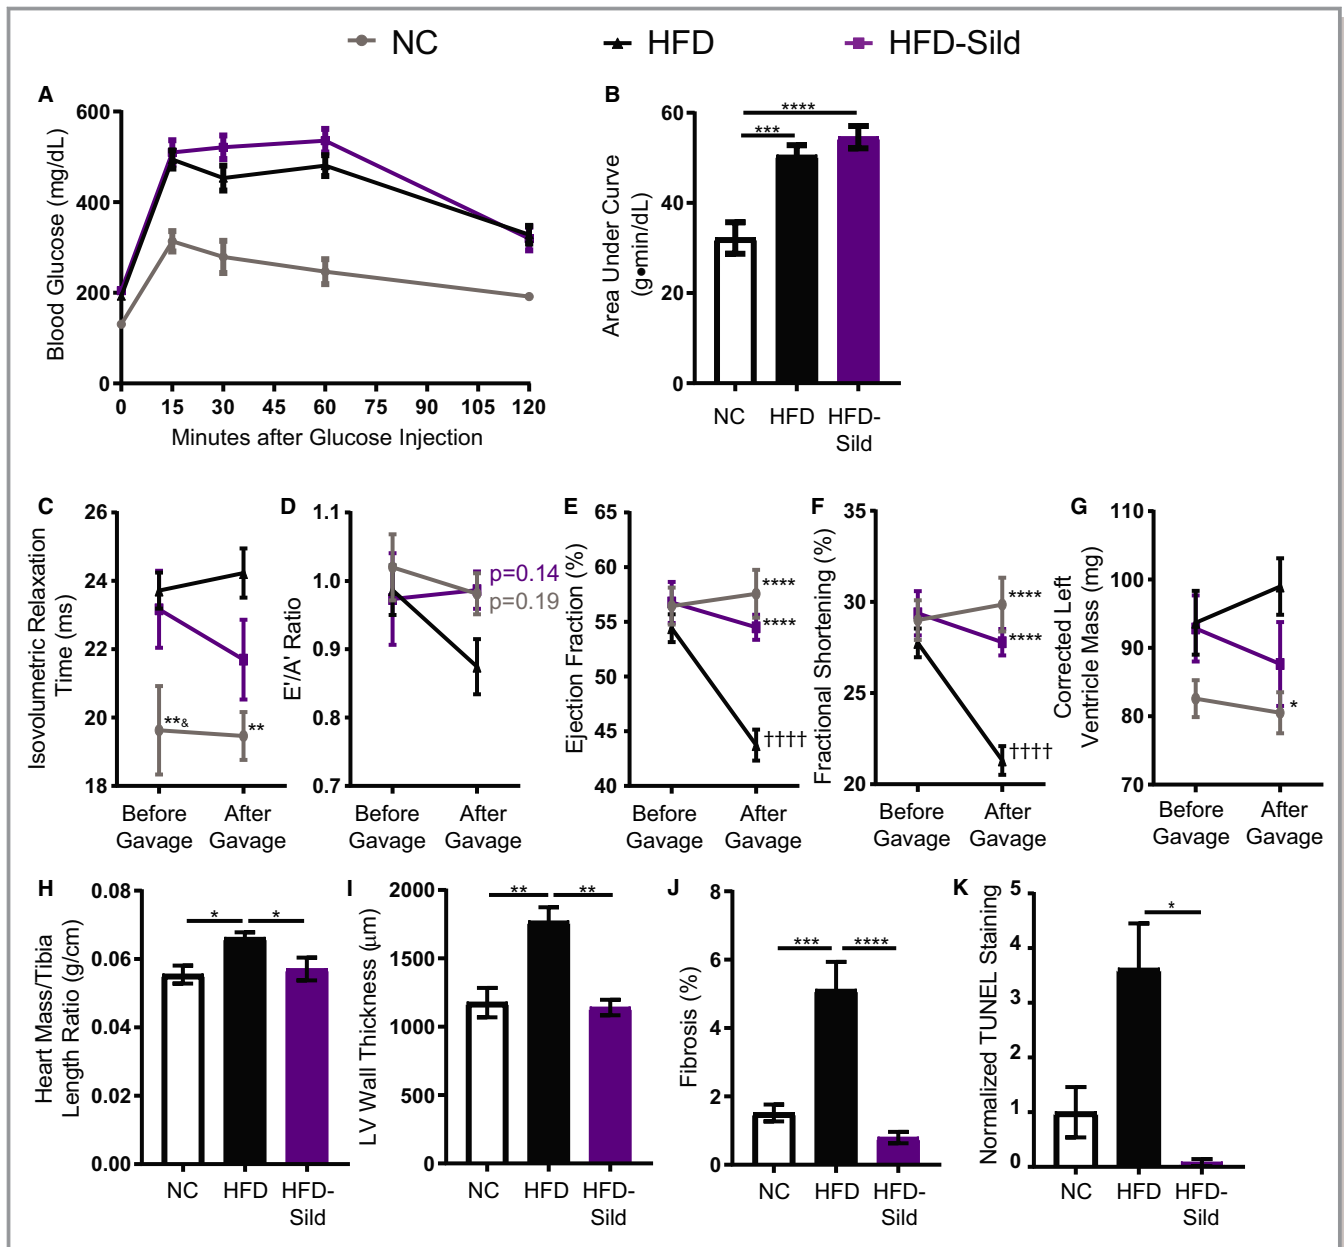 NC HFD HFD-Sild
A
Blood Glucose (mg/dL)
600
400
200
0
0 15 30 45 60 75 90 105 120
Minutes after Glucose Injection
B
Area Under Curve
(g•min/dL)
60
40
20
0
***
****
NC HFD HFD-
Sild
C
Isovolumetric Relaxation
Time (ms)
26
24
22
20
18
**&
**
Before After
Gavage Gavage
D
E'/A' Ratio
1.1
1.0
0.9
0.8
0.7
p=0.14
p=0.19
Before After
Gavage Gavage
E
Ejection Fraction (%)
65
60
55
50
45
40
****
****
††††
Before After
Gavage Gavage
F
Fractional Shortening (%)
35
30
25
20
****
****
††††
Before After
Gavage Gavage
G
Corrected Left
Ventricle Mass (mg)
110
100
90
80
70
*
Before After
Gavage Gavage
H
Heart Mass/Tibia
Length Ratio (g/cm)
0.08
0.06
0.04
0.02
0.00
* *
NC HFD HFD-
Sild
I
LV Wall Thickness (μm)
2000
1500
1000
500
0
** **
NC HFD HFD-
Sild
J
Fibrosis (%)
8
6
4
2
0
*** ****
NC HFD HFD-
Sild
K
Normalized TUNEL Staining
5
4
3
2
1
0
*
NC HFD HFD-
Sild